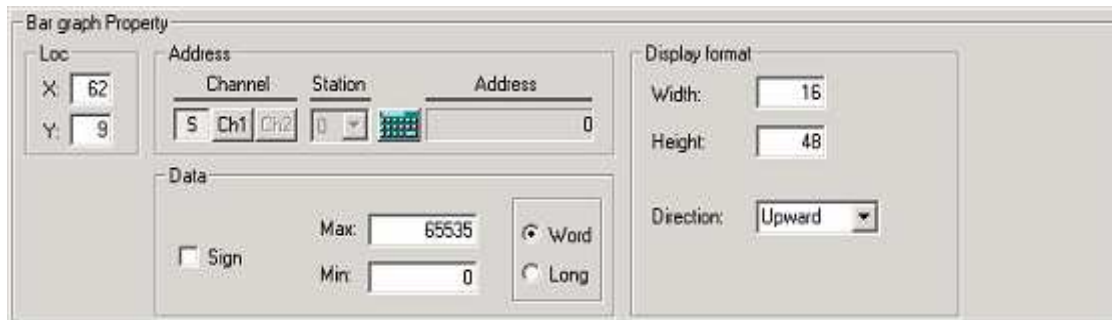 Bar graph Property
Loc
X: 62
Y: 9
Address
Channel Station Address
S Ch1 Ch2 0 0
Data
Sign
Max: 65535
Min: 0
Word
Long
Display format
Width: 16
Height: 48
Direction: Upward